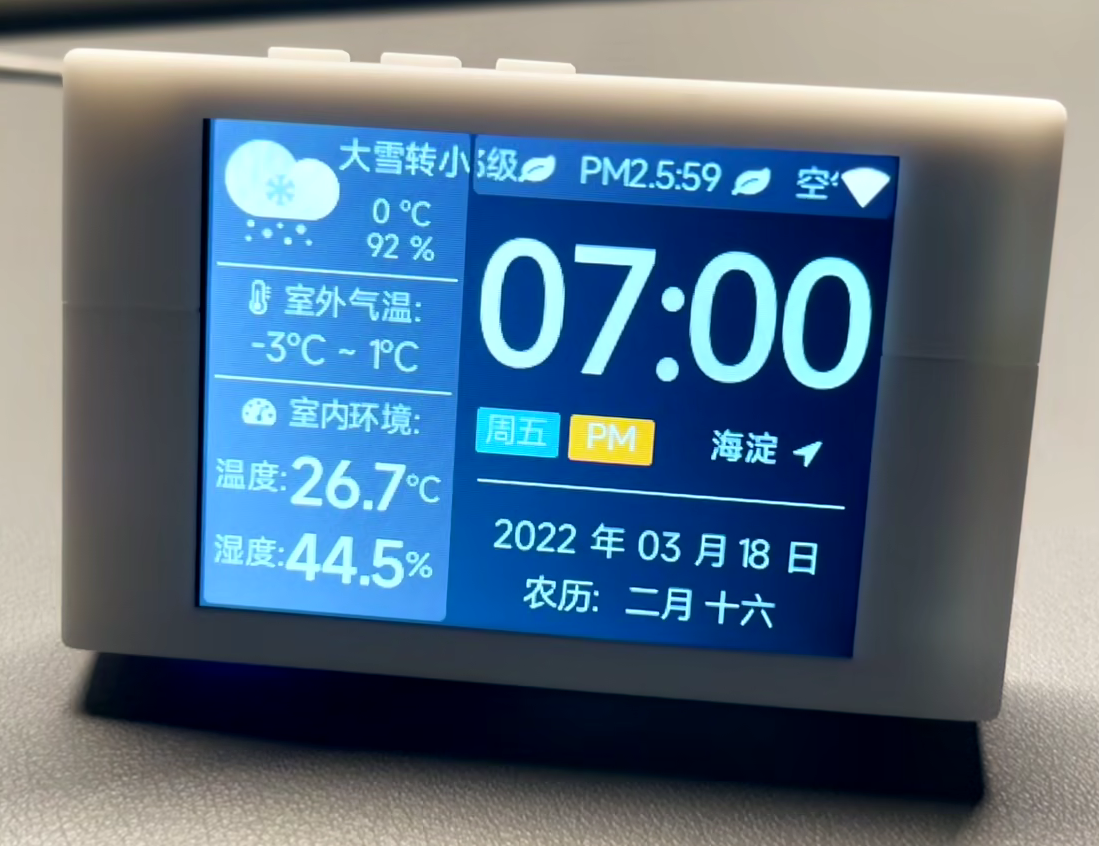 大雪转小
0 ℃
92 %
室外气温:
-3℃ ~ 1℃
室内环境:
温度:26.7℃
湿度:44.5%
级 PM2.5:59 空
07:00
周五 PM 海淀
2022 年 03 月 18 日
农历: 二月 十六